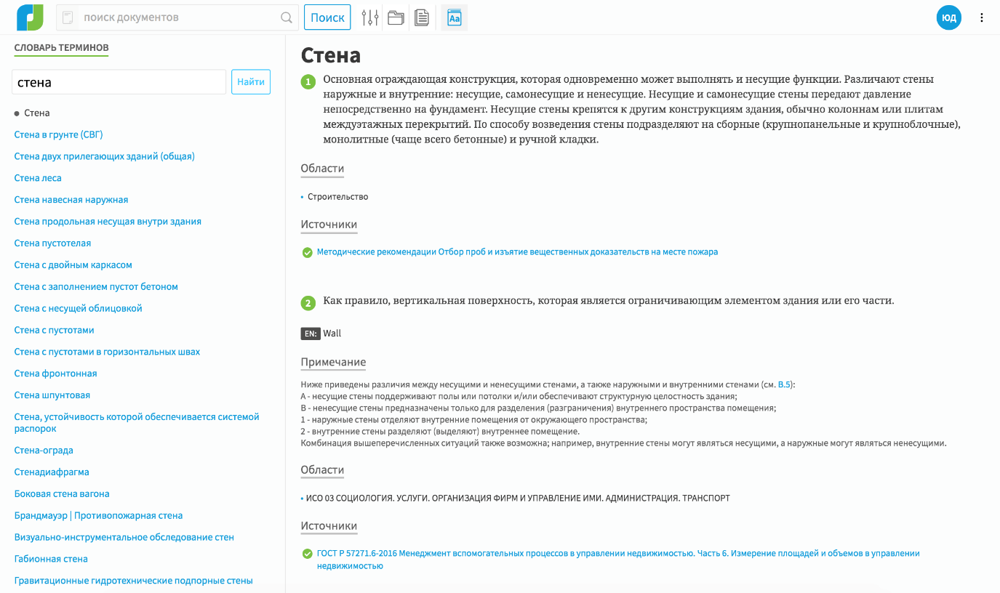 поиск документов
Поиск
Аа
ЮД
СЛОВАРЬ ТЕРМИНОВ
стена
Найти
Стена
Стена в грунте (СВГ)
Стена двух прилегающих зданий (общая)
Стена леса
Стена навесная наружная
Стена продольная несущая внутри здания
Стена пустотелая
Стена с двойным каркасом
Стена с заполнением пустот бетоном
Стена с несущей облицовкой
Стена с пустотами
Стена с пустотами в горизонтальных швах
Стена фронтонная
Стена шпунтовая
Стена, устойчивость которой обеспечивается системой
распорок
Стена-ограда
Стенадиафрагма
Боковая стена вагона
Брандмауэр | Противопожарная стена
Визуально-инструментальное обследование стен
Габионная стена
Гравитационные гидротехнические подпорные стены
Стена
1 Основная ограждающая конструкция, которая одновременно может выполнять и несущие функции. Различают стены
наружные и внутренние: несущие, самонесущие и ненесущие. Несущие и самонесущие стены передают давление
непосредственно на фундамент. Несущие стены крепятся к другим конструкциям здания, обычно колоннам или плитам
междуэтажных перекрытий. По способу возведения стены подразделяют на сборные (крупнопанельные и крупноблочные),
монолитные (чаще всего бетонные) и ручной кладки.
Области
• Строительство
Источники
Методические рекомендации Отбор проб и изъятие вещественных доказательств на месте пожара
2 Как правило, вертикальная поверхность, которая является ограничивающим элементом здания или его части.
EN: Wall
Примечание
Ниже приведены различия между несущими и ненесущими стенами, а также наружными и внутренними стенами (см. В.5):
А - несущие стены поддерживают полы или потолки и/или обеспечивают структурную целостность здания;
В - ненесущие стены предназначены только для разделения (разграничения) внутреннего пространства помещения;
1 - наружные стены отделяют внутренние помещения от окружающего пространства;
2 - внутренние стены разделяют (выделяют) внутреннее помещение.
Комбинация вышеперечисленных ситуаций также возможна; например, внутренние стены могут являться несущими, а наружные могут являться ненесущими.
Области
• ИСО 03 СОЦИОЛОГИЯ. УСЛУГИ. ОРГАНИЗАЦИЯ ФИРМ И УПРАВЛЕНИЕ ИМИ. АДМИНИСТРАЦИЯ. ТРАНСПОРТ
Источники
ГОСТ Р 57271.6-2016 Менеджмент вспомогательных процессов в управлении недвижимостью. Часть 6. Измерение площадей и объемов в управлении
недвижимостью